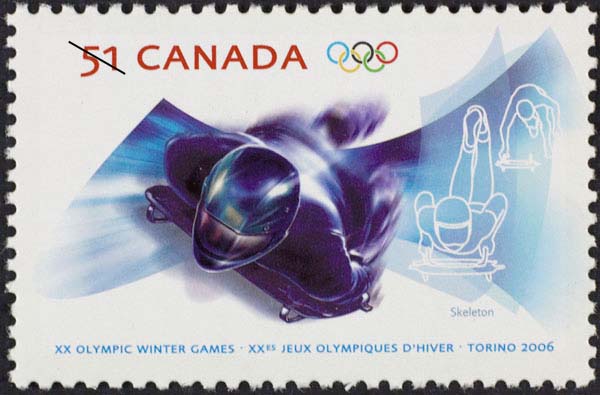 51 CANADA
Skeleton
XX OLYMPIC WINTER GAMES · XXES JEUX OLYMPIQUES D'HIVER · TORINO 2006